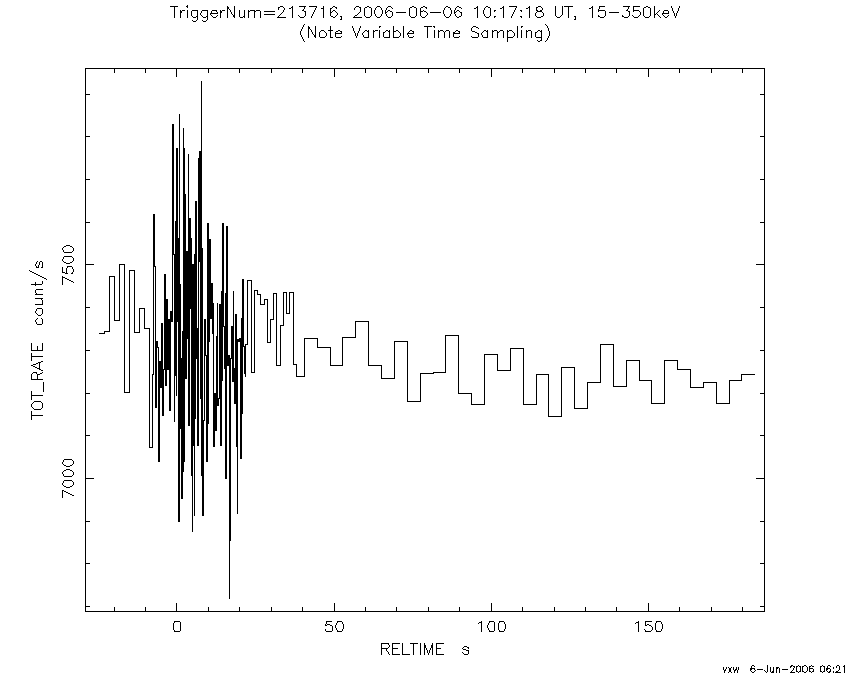 TriggerNum=213716, 2006-06-06 10:17:18 UT, 15-350keV
(Note Variable Time Sampling)
TOT_RATE count/s
7500
7000
0 50 100 150
RELTIME s
vxw 6-Jun-2006 06:21